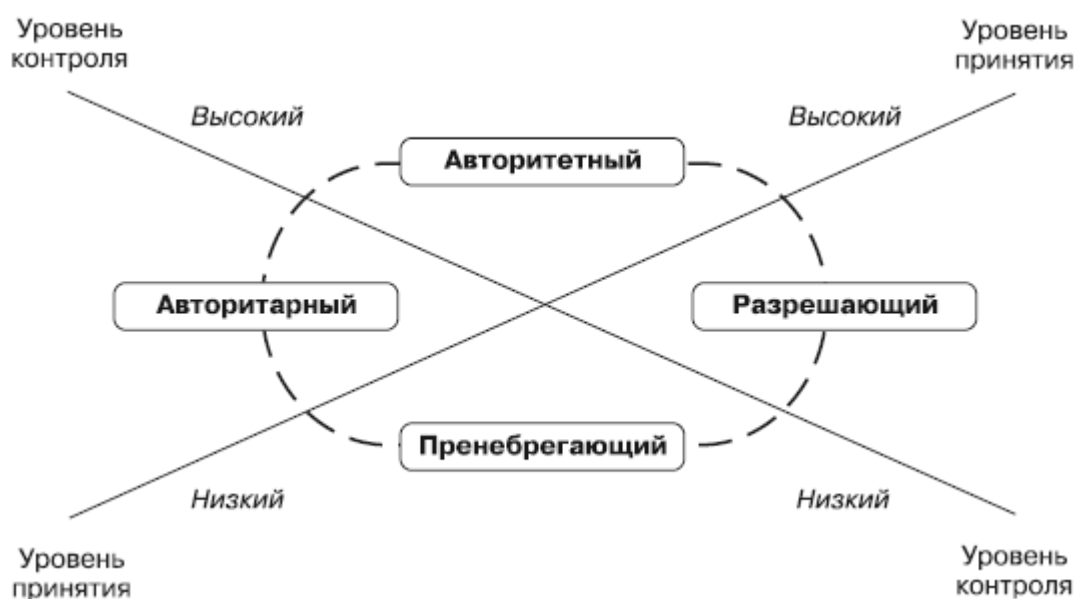 Уровень
контроля
Уровень
принятия
Высокий
Высокий
Авторитетный
Авторитарный
Разрешающий
Пренебрегающий
Низкий
Низкий
Уровень
принятия
Уровень
контроля